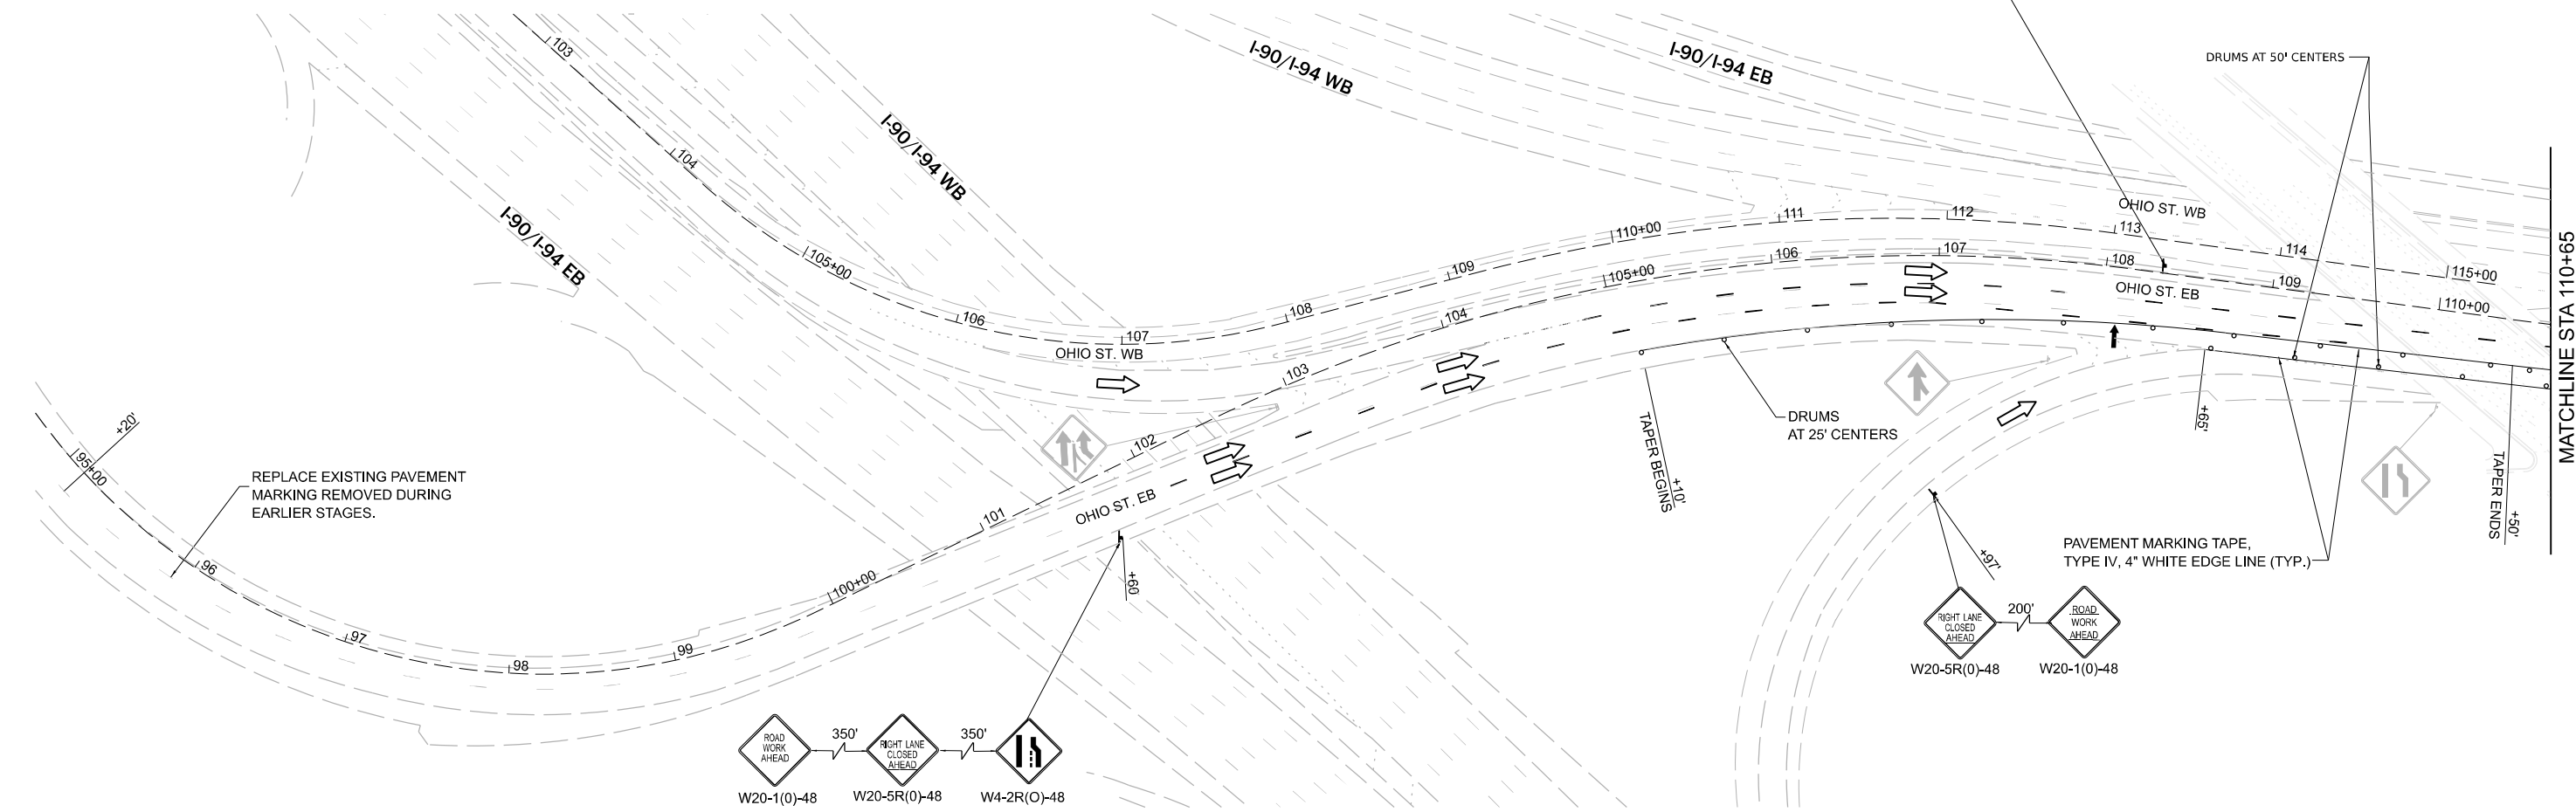 103
104
105+00
106
107
108
109
110+00
111
112
113
114
115+00
I-90/I-94 WB
I-90/I-94 EB
I-90/I-94 WB
I-90/I-94 EB
DRUMS AT 50' CENTERS
OHIO ST. WB
OHIO ST. WB
MATCHLINE STA 110+65
95+00
+20'
96
97
98
99
100+00
101
102
103
104
105+00
106
107
108
109
110+00
OHIO ST. EB
OHIO ST. EB
REPLACE EXISTING PAVEMENT
MARKING REMOVED DURING
EARLIER STAGES.
+60
+10'
TAPER BEGINS
DRUMS
AT 25' CENTERS
+65'
TAPER ENDS
+50'
PAVEMENT MARKING TAPE,
TYPE IV, 4" WHITE EDGE LINE (TYP.)
+97'
RIGHT LANE
CLOSED
AHEAD
200'
ROAD
WORK
AHEAD
W20-5R(0)-48
W20-1(0)-48
ROAD
WORK
AHEAD
350'
RIGHT LANE
CLOSED
AHEAD
350'
W20-1(0)-48
W20-5R(0)-48
W4-2R(O)-48